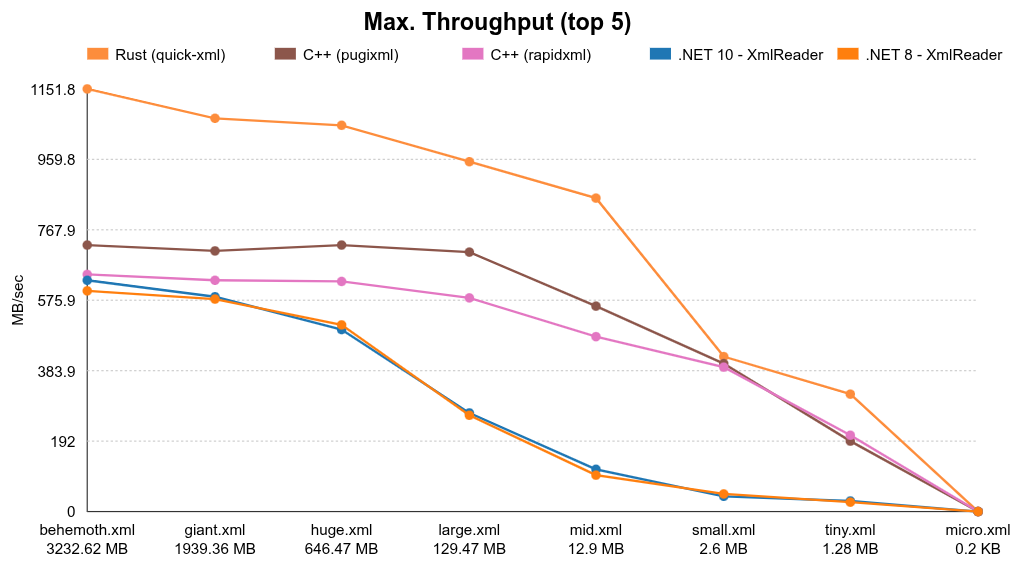 Max. Throughput (top 5)
Rust (quick-xml) C++ (pugixml) C++ (rapidxml) .NET 10 - XmlReader .NET 8 - XmlReader
1151.8
959.8
767.9
575.9
383.9
192
0
MB/sec
behemoth.xml giant.xml huge.xml large.xml mid.xml small.xml tiny.xml micro.xml
3232.62 MB 1939.36 MB 646.47 MB 129.47 MB 12.9 MB 2.6 MB 1.28 MB 0.2 KB